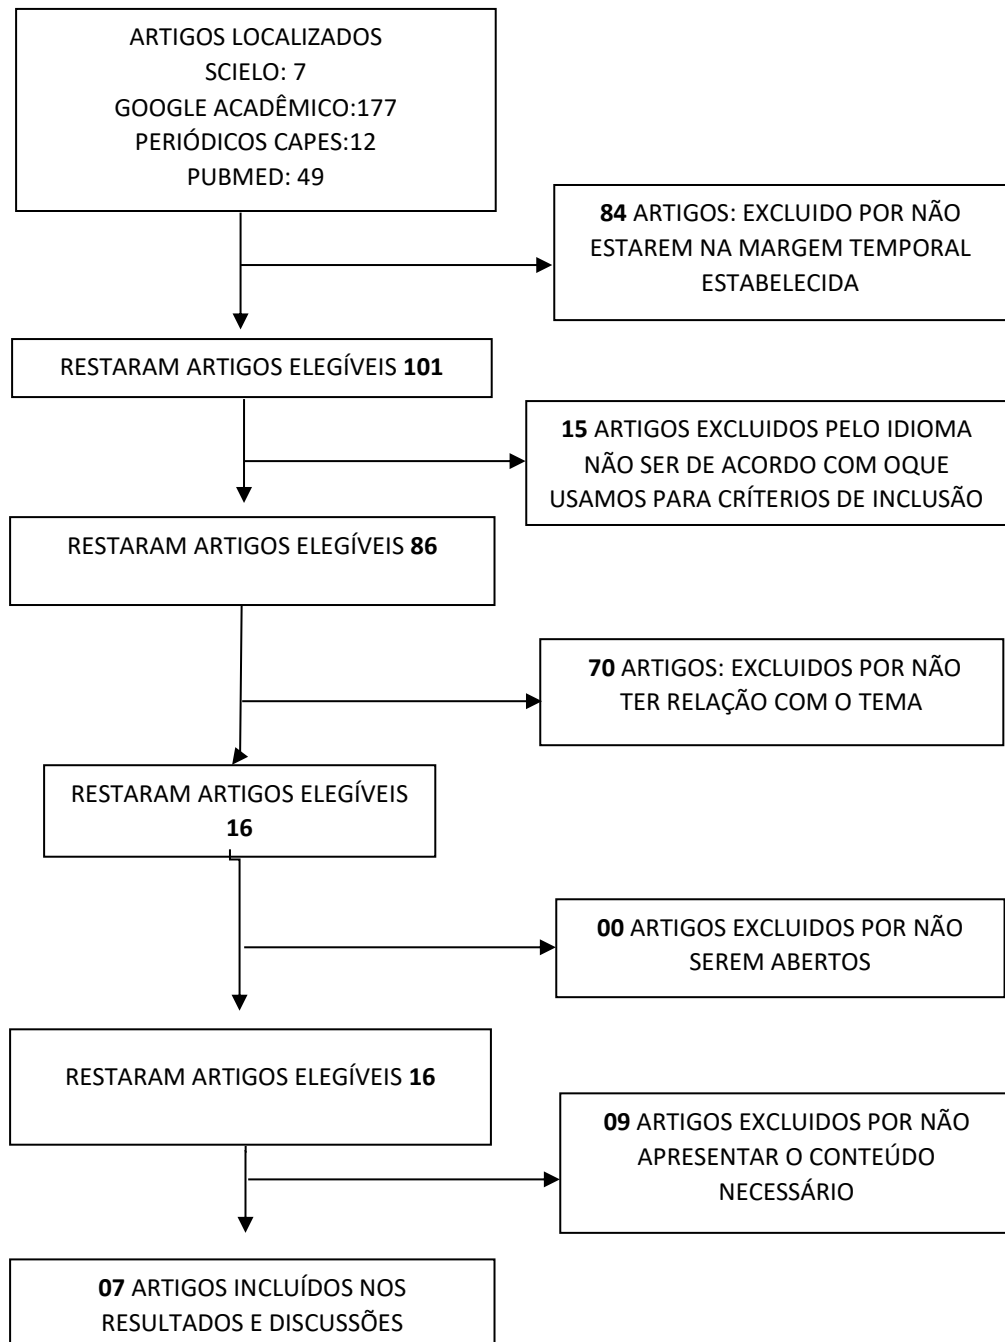 ARTIGOS LOCALIZADOS
SCIELO: 7
GOOGLE ACADÊMICO:177
PERIÓDICOS CAPES:12
PUBMED: 49
84 ARTIGOS: EXCLUIDO POR NÃO
ESTAREM NA MARGEM TEMPORAL
ESTABELECIDA
RESTARAM ARTIGOS ELEGÍVEIS 101
15 ARTIGOS EXCLUIDOS PELO IDIOMA
NÃO SER DE ACORDO COM OQUE
USAMOS PARA CRÍTERIOS DE INCLUSÃO
RESTARAM ARTIGOS ELEGÍVEIS 86
70 ARTIGOS: EXCLUIDOS POR NÃO
TER RELAÇÃO COM O TEMA
RESTARAM ARTIGOS ELEGÍVEIS
16
00 ARTIGOS EXCLUIDOS POR NÃO
SEREM ABERTOS
RESTARAM ARTIGOS ELEGÍVEIS 16
09 ARTIGOS EXCLUIDOS POR NÃO
APRESENTAR O CONTEÚDO
NECESSÁRIO
07 ARTIGOS INCLUÍDOS NOS
RESULTADOS E DISCUSSÕES